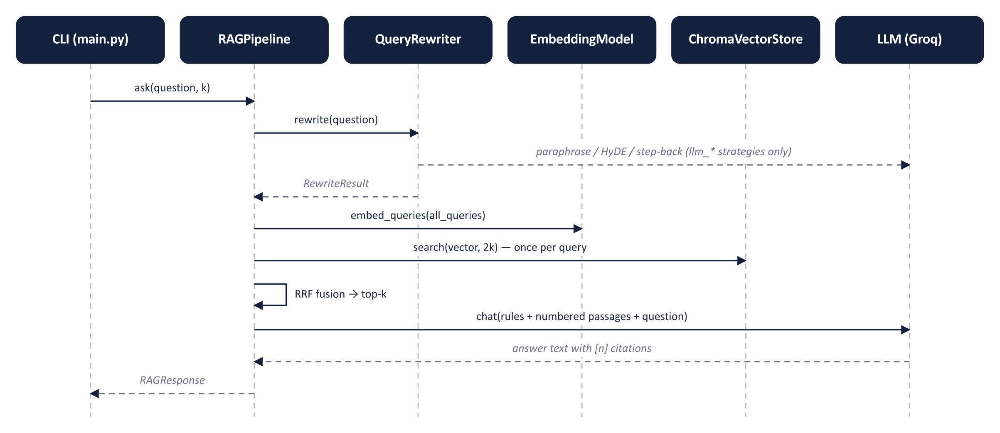 CLI (main.py)
RAGPipeline
QueryRewriter
EmbeddingModel
ChromaVectorStore
LLM (Groq)
ask(question, k)
rewrite(question)
paraphrase / HyDE / step-back (llm_* strategies only)
RewriteResult
embed_queries(all_queries)
search(vector, 2k) — once per query
RRF fusion → top-k
chat(rules + numbered passages + question)
answer text with [n] citations
RAGResponse